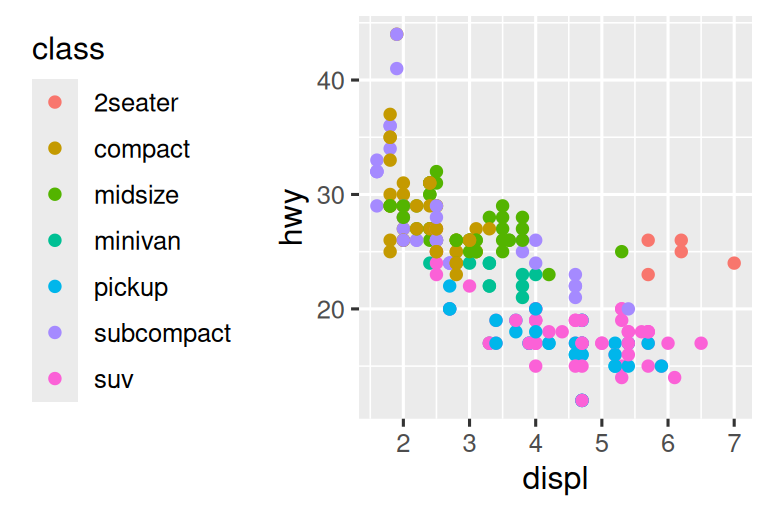 class
2seater
compact
midsize
minivan
pickup
subcompact
suv
hwy
40
30
20
2 3 4 5 6 7
displ